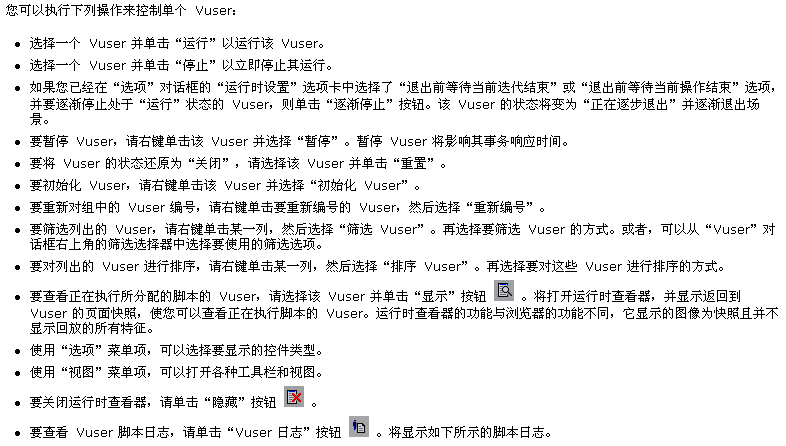 您可以执行下列操作来控制单个 Vuser：
• 选择一个 Vuser 并单击“运行”以运行该 Vuser。
• 选择一个 Vuser 并单击“停止”以立即停止其运行。
• 如果您已经在“选项”对话框的“运行时设置”选项卡中选择了“退出前等待当前迭代结束”或“退出前等待当前操作结束”选项，
并要逐渐停止处于“运行”状态的 Vuser，则单击“逐渐停止”按钮。该 Vuser 的状态将变为“正在逐步退出”并逐渐退出场
景。
• 要暂停 Vuser，请右键单击该 Vuser 并选择“暂停”。暂停 Vuser 将影响其事务响应时间。
• 要将 Vuser 的状态还原为“关闭”，请选择该 Vuser 并单击“重置”。
• 要初始化 Vuser，请右键单击该 Vuser 并选择“初始化 Vuser”。
• 要重新对组中的 Vuser 编号，请右键单击要重新编号的 Vuser，然后选择“重新编号”。
• 要筛选列出的 Vuser，请右键单击某一列，然后选择“筛选 Vuser”。再选择要筛选 Vuser 的方式。或者，可以从“Vuser”对
话框右上角的筛选选择器中选择要使用的筛选选项。
• 要对列出的 Vuser 进行排序，请右键单击某一列，然后选择“排序 Vuser”。再选择要对这些 Vuser 进行排序的方式。
• 要查看正在执行所分配的脚本的 Vuser，请选择该 Vuser 并单击“显示”按钮 。将打开运行时查看器，并显示返回到
Vuser 的页面快照，使您可以查看正在执行脚本的 Vuser。运行时查看器的功能与浏览器的功能不同，它显示的图像为快照且并不
显示回放的所有特征。
• 使用“选项”菜单项，可以选择要显示的控件类型。
• 使用“视图”菜单项，可以打开各种工具栏和视图。
• 要关闭运行时查看器，请单击“隐藏”按钮 。
• 要查看 Vuser 脚本日志，请单击“Vuser 日志”按钮 。将显示如下所示的脚本日志。